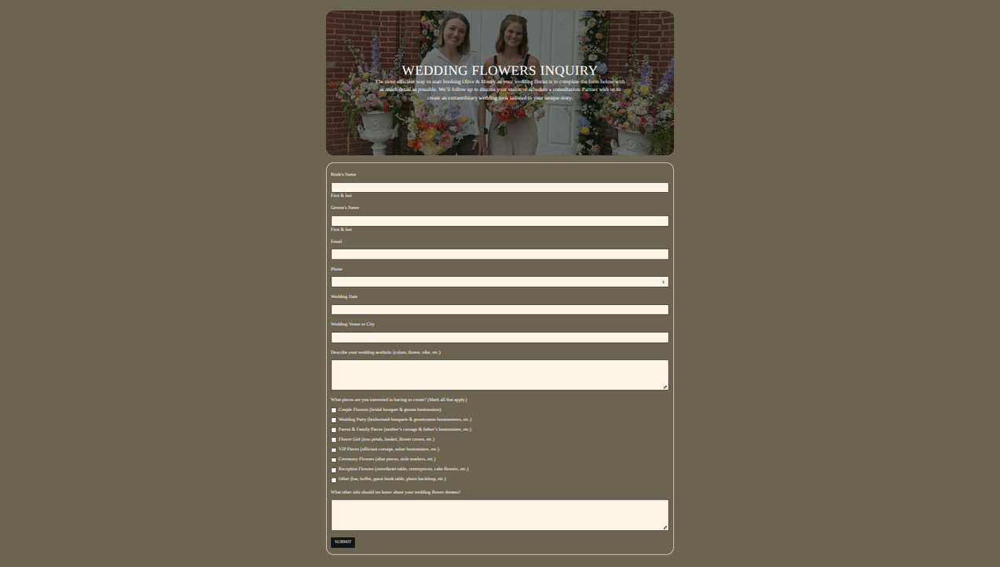 WEDDING FLOWERS INQUIRY
The most efficient way to start booking Olive & Honey as your wedding florist is to complete the form below with
as much detail as possible. We'll follow up to discuss your vision or schedule a consultation. Partner with us to
create an extraordinary wedding look tailored to your unique story.
Bride's Name
First & last
Groom's Name
First & last
Email
Phone
Wedding Date
Wedding Venue or City
Describe your wedding aesthetic (colors, theme, vibe, etc.)
What pieces are you interested in having us create? (Mark all that apply.)
Couple Flowers (bridal bouquet & groom boutonniere)
Wedding Party (bridesmaid bouquets & groomsmen boutonnieres, etc.)
Parent & Family Pieces (mother's corsage & father's boutonniere, etc.)
Flower Girl (toss petals, basket, flower crown, etc.)
VIP Pieces (officiant corsage, usher boutonniere, etc.)
Ceremony Flowers (altar pieces, aisle markers, etc.)
Reception Flowers (sweetheart table, centerpieces, cake flowers, etc.)
Other (bar, buffet, guest book table, photo backdrop, etc.)
What other info should we know about your wedding flower dreams?
SUBMIT